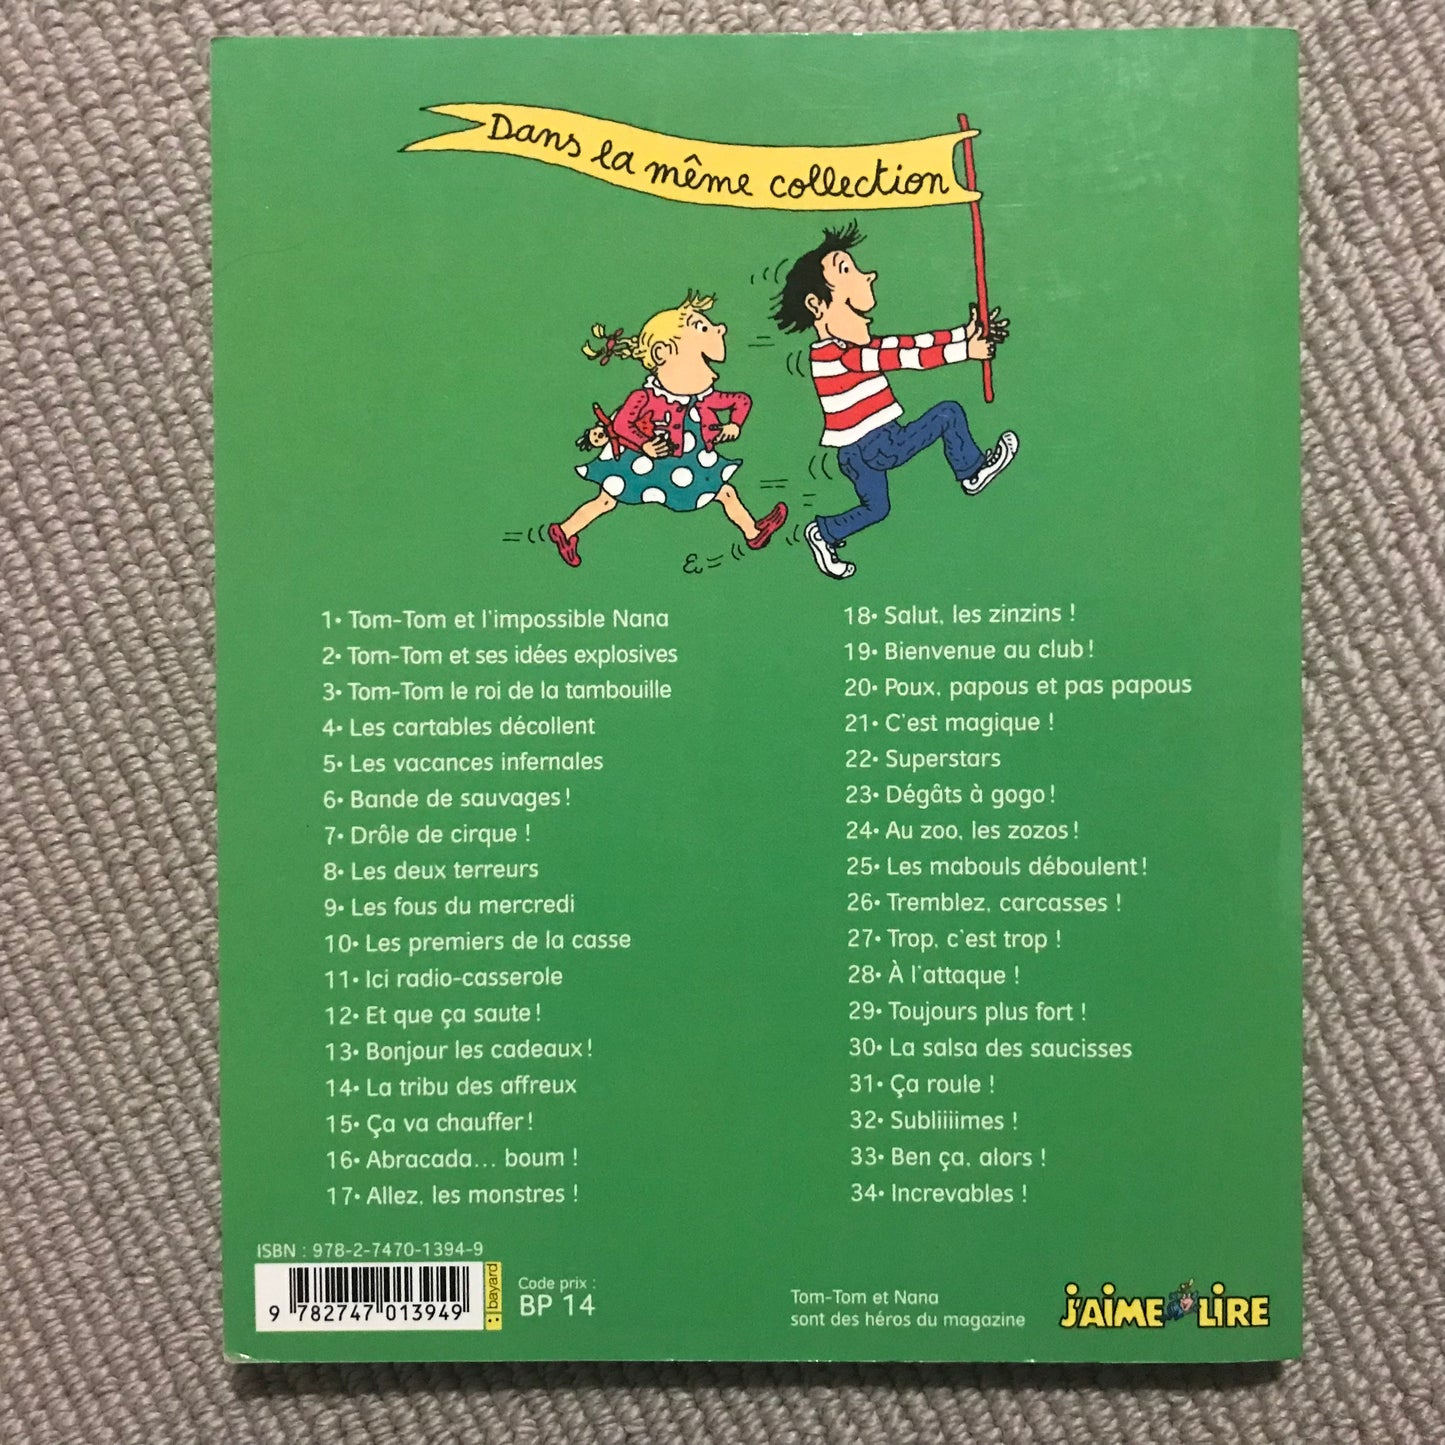 Dans la même collection
1• Tom-Tom et l'impossible Nana
2• Tom-Tom et ses idées explosives
3• Tom-Tom le roi de la tambouille
4• Les cartables décollent
5• Les vacances infernales
6• Bande de sauvages !
7• Drôle de cirque !
8• Les deux terreurs
9• Les fous du mercredi
10• Les premiers de la casse
11• Ici radio-casserole
12• Et que ça saute !
13• Bonjour les cadeaux !
14• La tribu des affreux
15• Ça va chauffer !
16• Abracada... boum !
17• Allez, les monstres !
18• Salut, les zinzins !
19• Bienvenue au club !
20• Poux, papous et pas papous
21• C'est magique !
22• Superstars
23• Dégâts à gogo !
24• Au zoo, les zozos !
25• Les mabouls déboulent !
26• Tremblez, carcasses !
27• Trop, c'est trop !
28• À l'attaque !
29• Toujours plus fort !
30• La salsa des saucisses
31• Ça roule !
32• Subliiiimes !
33• Ben ça, alors !
34• Increvables !
ISBN : 978-2-7470-1394-9
9 782747 013949
bayard
Code prix :
BP 14
Tom-Tom et Nana
sont des héros du magazine
J'AIME LIRE